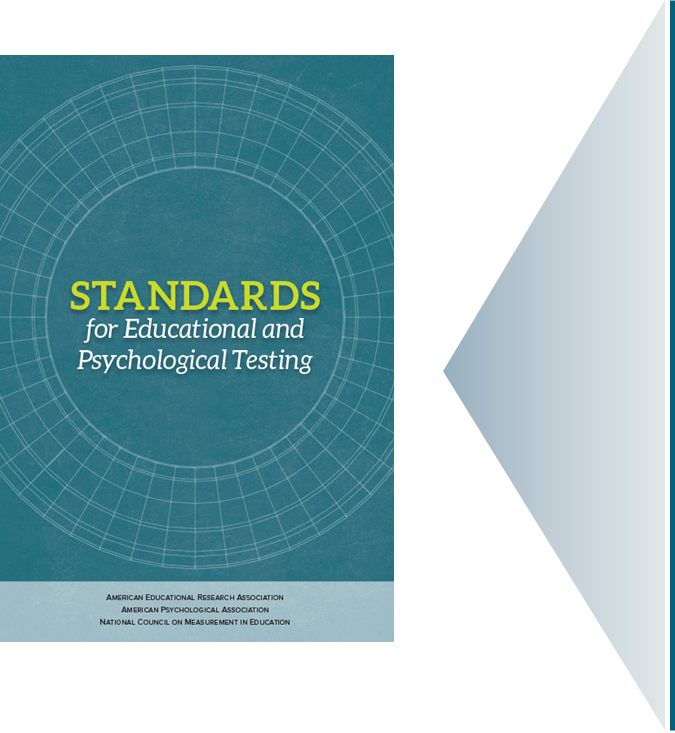 STANDARDS
for Educational and
Psychological Testing
American Educational Research Association
American Psychological Association
National Council on Measurement in Education